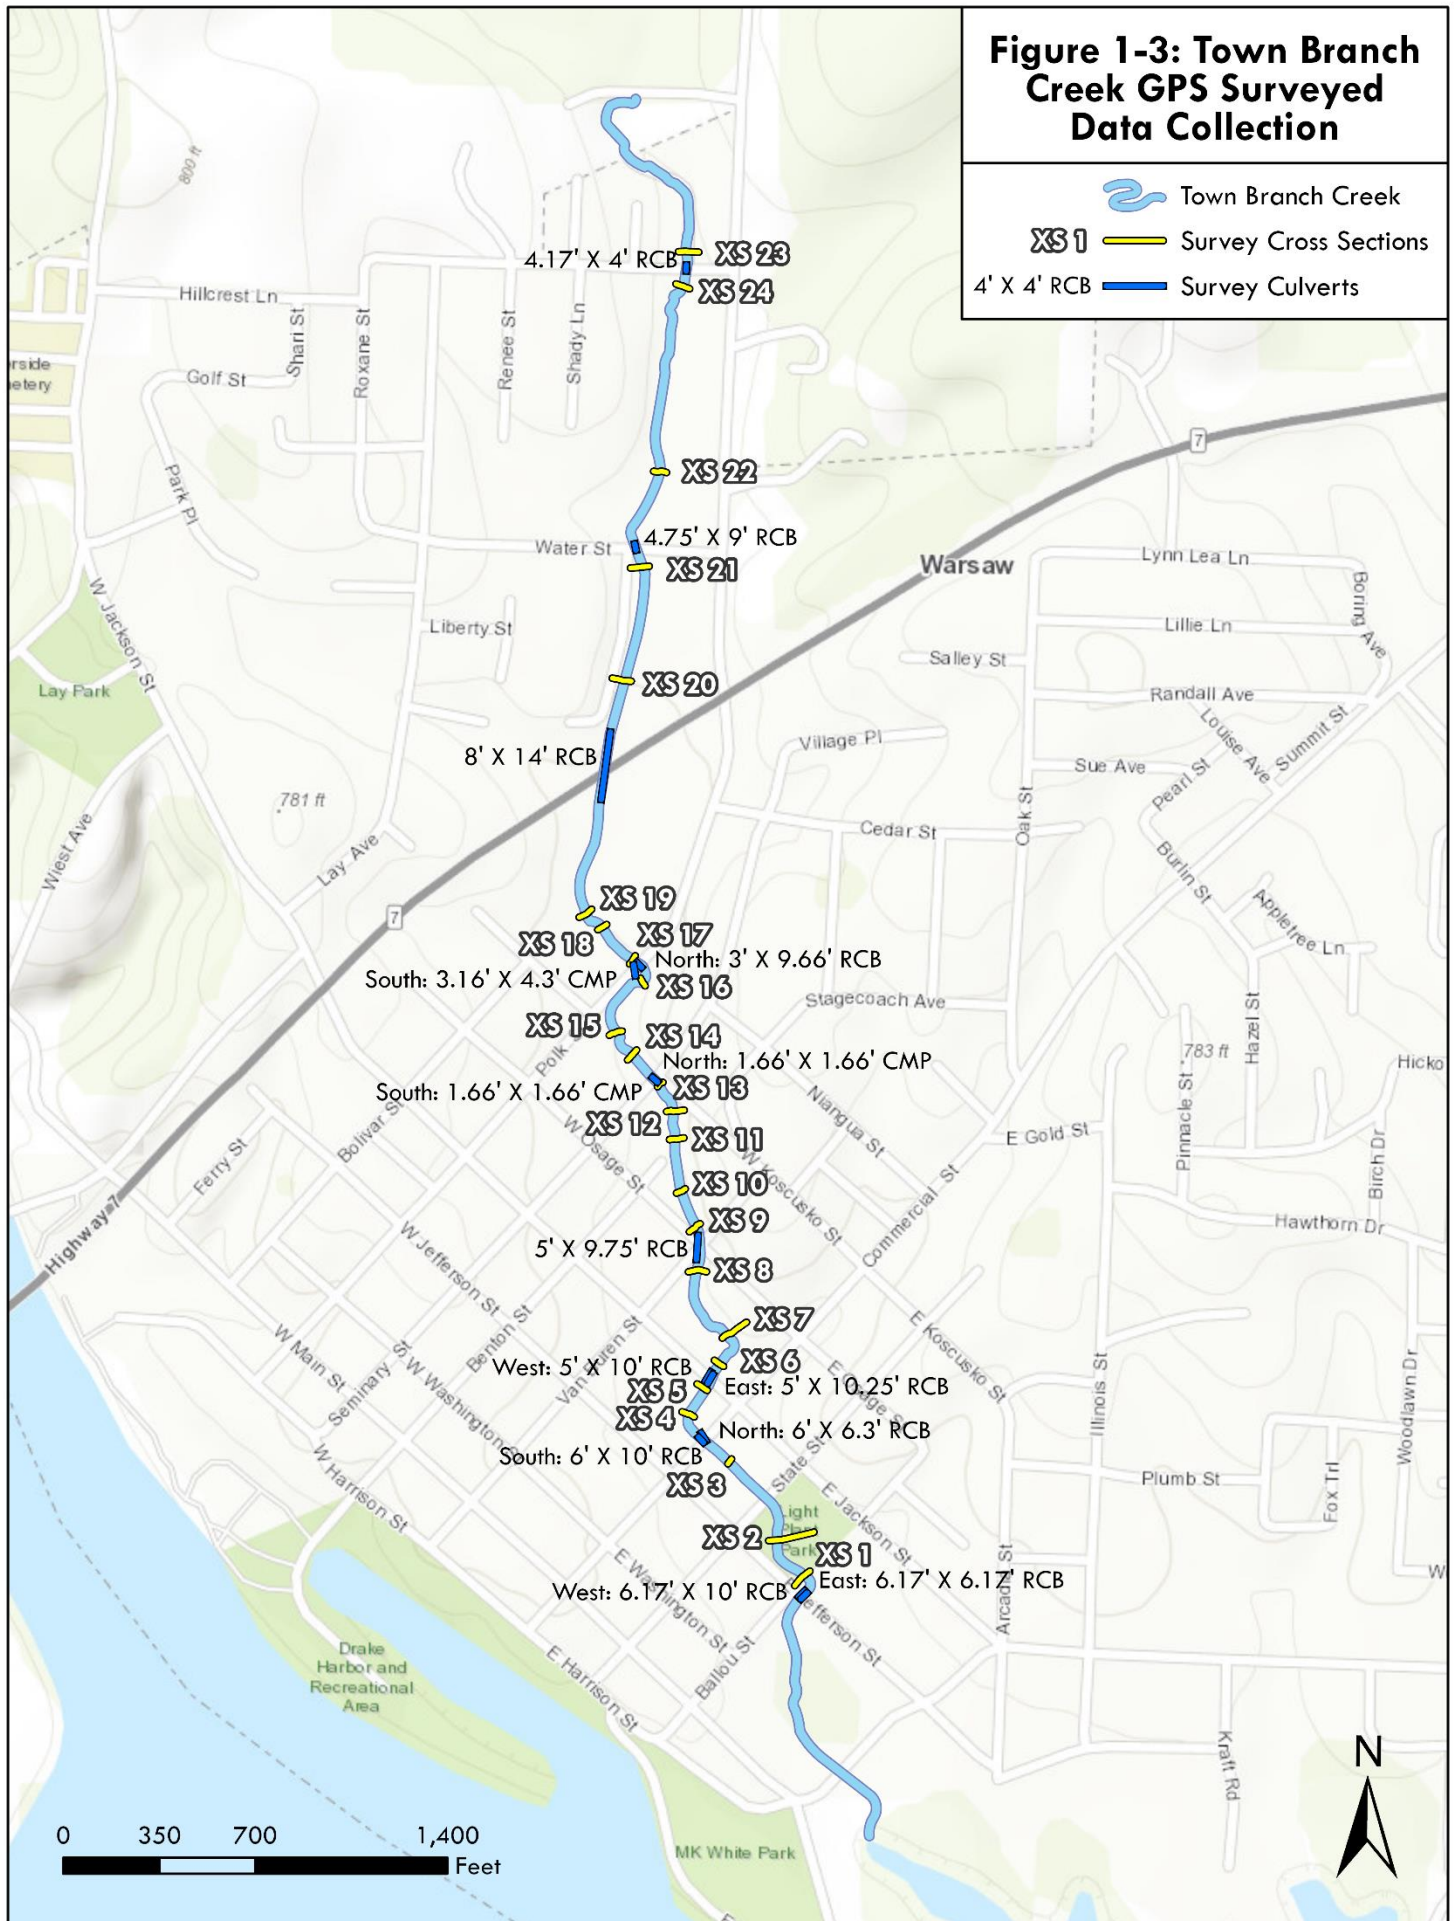 Figure 1-3: Town Branch
Creek GPS Surveyed
Data Collection
Town Branch Creek
XS 1 Survey Cross Sections
4' X 4' RCB Survey Culverts
800 ft
XS 23
4.17' X 4' RCB
XS 24
Hillcrest Ln
Shari St
Roxane St
Renee St
Shady Ln
Golf St
Park Pl
7
XS 22
4.75' X 9' RCB
Water St
XS 21
Warsaw
Lynn Lea Ln
Boring Ave
W Jackson St
Liberty St
Lillie Ln
Salley St
Lay Park
XS 20
Randall Ave
Louise Ave
Summit St
Village Pl
8' X 14' RCB
Sue Ave
Pearl St
781 ft
Oak St
Cedar St
Wiest Ave
Lay Ave
Burlin St
7
XS 19
Appletree Ln
XS 18
XS 17
North: 3' X 9.66' RCB
South: 3.16' X 4.3' CMP
XS 16
Stagecoach Ave
Hazel St
XS 15
XS 14
Polk
North: 1.66' X 1.66' CMP
783 ft
South: 1.66' X 1.66' CMP
XS 13
Niangua St
Pinnacle St
Bolivar St
XS 12
XS 11
W Osage St
E Gold St
Ferry St
W Koscusko St
Birch Dr
XS 10
Commercial St
XS 9
Hawthorn Dr
Highway 7
W Jefferson St
5' X 9.75' RCB
XS 8
XS 7
E Koscusko St
W Main St
Benton St
Van Buren St
West: 5' X 10' RCB
XS 6
Seminary St
W Washington St
XS 5
East: 5' X 10.25' RCB
XS 4
Illinois St
Woodlawn Dr
North: 6' X 6.3' RCB
W Harrison St
South: 6' X 10' RCB
State St
XS 3
Plumb St
Fox Trl
E Jackson St
Light
Plant
Park
XS 2
XS 1
East: 6.17' X 6.17' RCB
West: 6.17' X 10' RCB
E Washington St
Arcadia St
Drake
Harbor and
Recreational
Area
E Harrison St
Ballou St
Kraft Rd
N
0 350 700 1,400
Feet
MK White Park